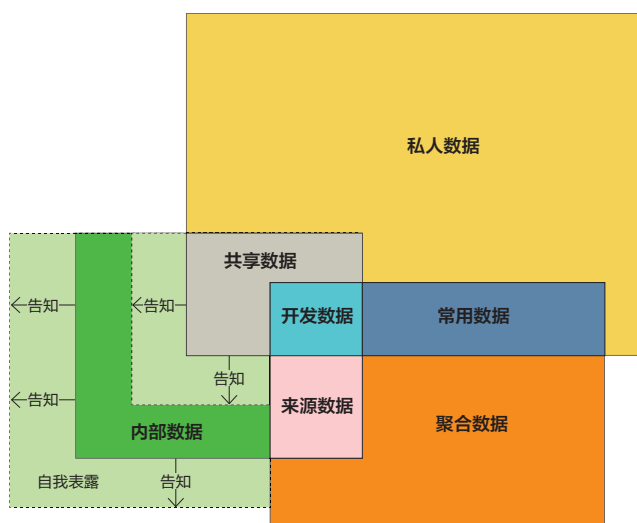 私人数据
共享数据
告知
告知
开发数据
常用数据
告知
告知
来源数据
聚合数据
内部数据
自我表露
告知